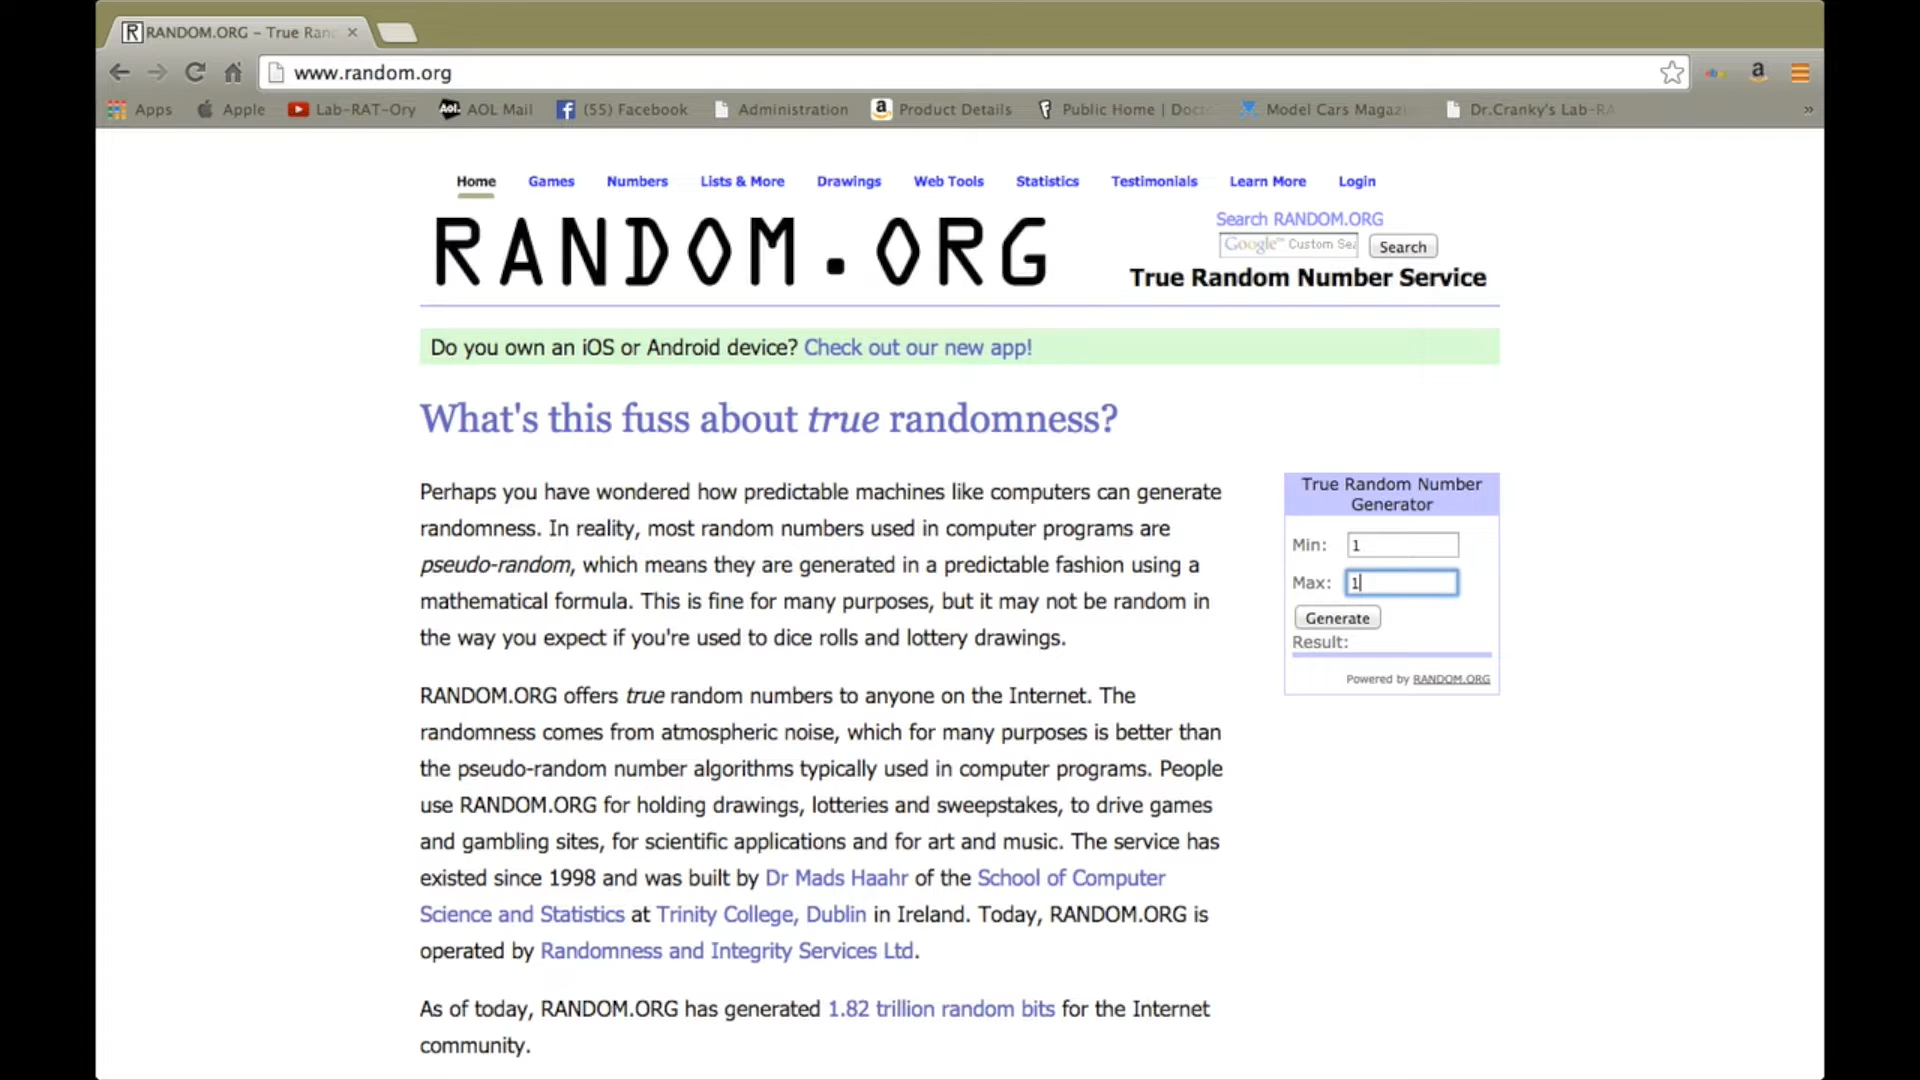 RANDOM.ORG – True Ran
www.random.org
Apps Apple Lab-RAT-Ory AOL Mail (55) Facebook Administration Product Details Public Home | Docto Model Cars Magazi Dr.Cranky's Lab-RA »
Home Games Numbers Lists & More Drawings Web Tools Statistics Testimonials Learn More Login
RANDOM.ORG
Search RANDOM.ORG
Google™ Custom Sea Search
True Random Number Service
Do you own an iOS or Android device? Check out our new app!
What's this fuss about true randomness?
Perhaps you have wondered how predictable machines like computers can generate
randomness. In reality, most random numbers used in computer programs are
pseudo-random, which means they are generated in a predictable fashion using a
mathematical formula. This is fine for many purposes, but it may not be random in
the way you expect if you're used to dice rolls and lottery drawings.
RANDOM.ORG offers true random numbers to anyone on the Internet. The
randomness comes from atmospheric noise, which for many purposes is better than
the pseudo-random number algorithms typically used in computer programs. People
use RANDOM.ORG for holding drawings, lotteries and sweepstakes, to drive games
and gambling sites, for scientific applications and for art and music. The service has
existed since 1998 and was built by Dr Mads Haahr of the School of Computer
Science and Statistics at Trinity College, Dublin in Ireland. Today, RANDOM.ORG is
operated by Randomness and Integrity Services Ltd.
As of today, RANDOM.ORG has generated 1.82 trillion random bits for the Internet
community.
True Random Number
Generator
Min: 1
Max: 1
Generate
Result:
Powered by RANDOM.ORG